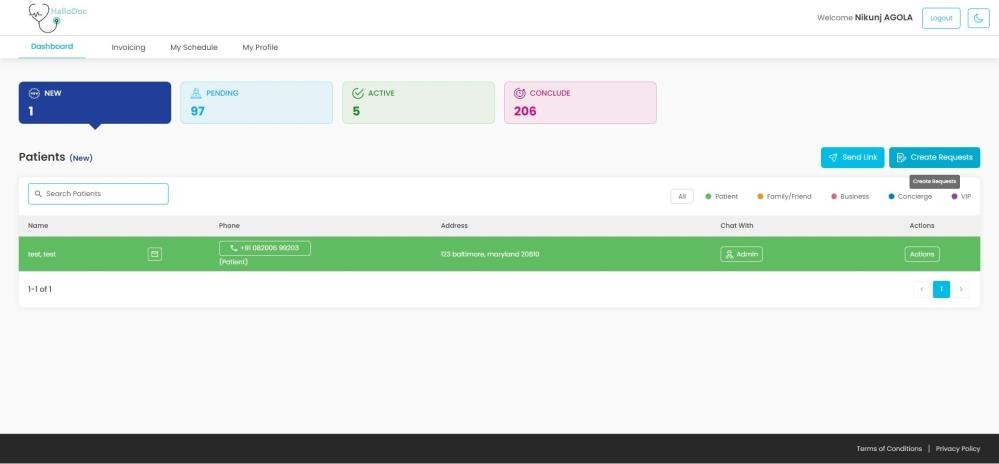 HalloDoc
Welcome Nikunj AGOLA Logout
Dashboard Invoicing My Schedule My Profile
NEW PENDING ACTIVE CONCLUDE
1 97 5 206
Patients (New) Send Link Create Requests
Create Requests
Search Patients All Patient Family/Friend Business Concierge VIP
Name Phone Address Chat With Actions
test, test +91 082006 99203 123 baltimore, maryland 20810 Admin Actions
(Patient)
1-1 of 1 < 1 >
Terms of Conditions | Privacy Policy